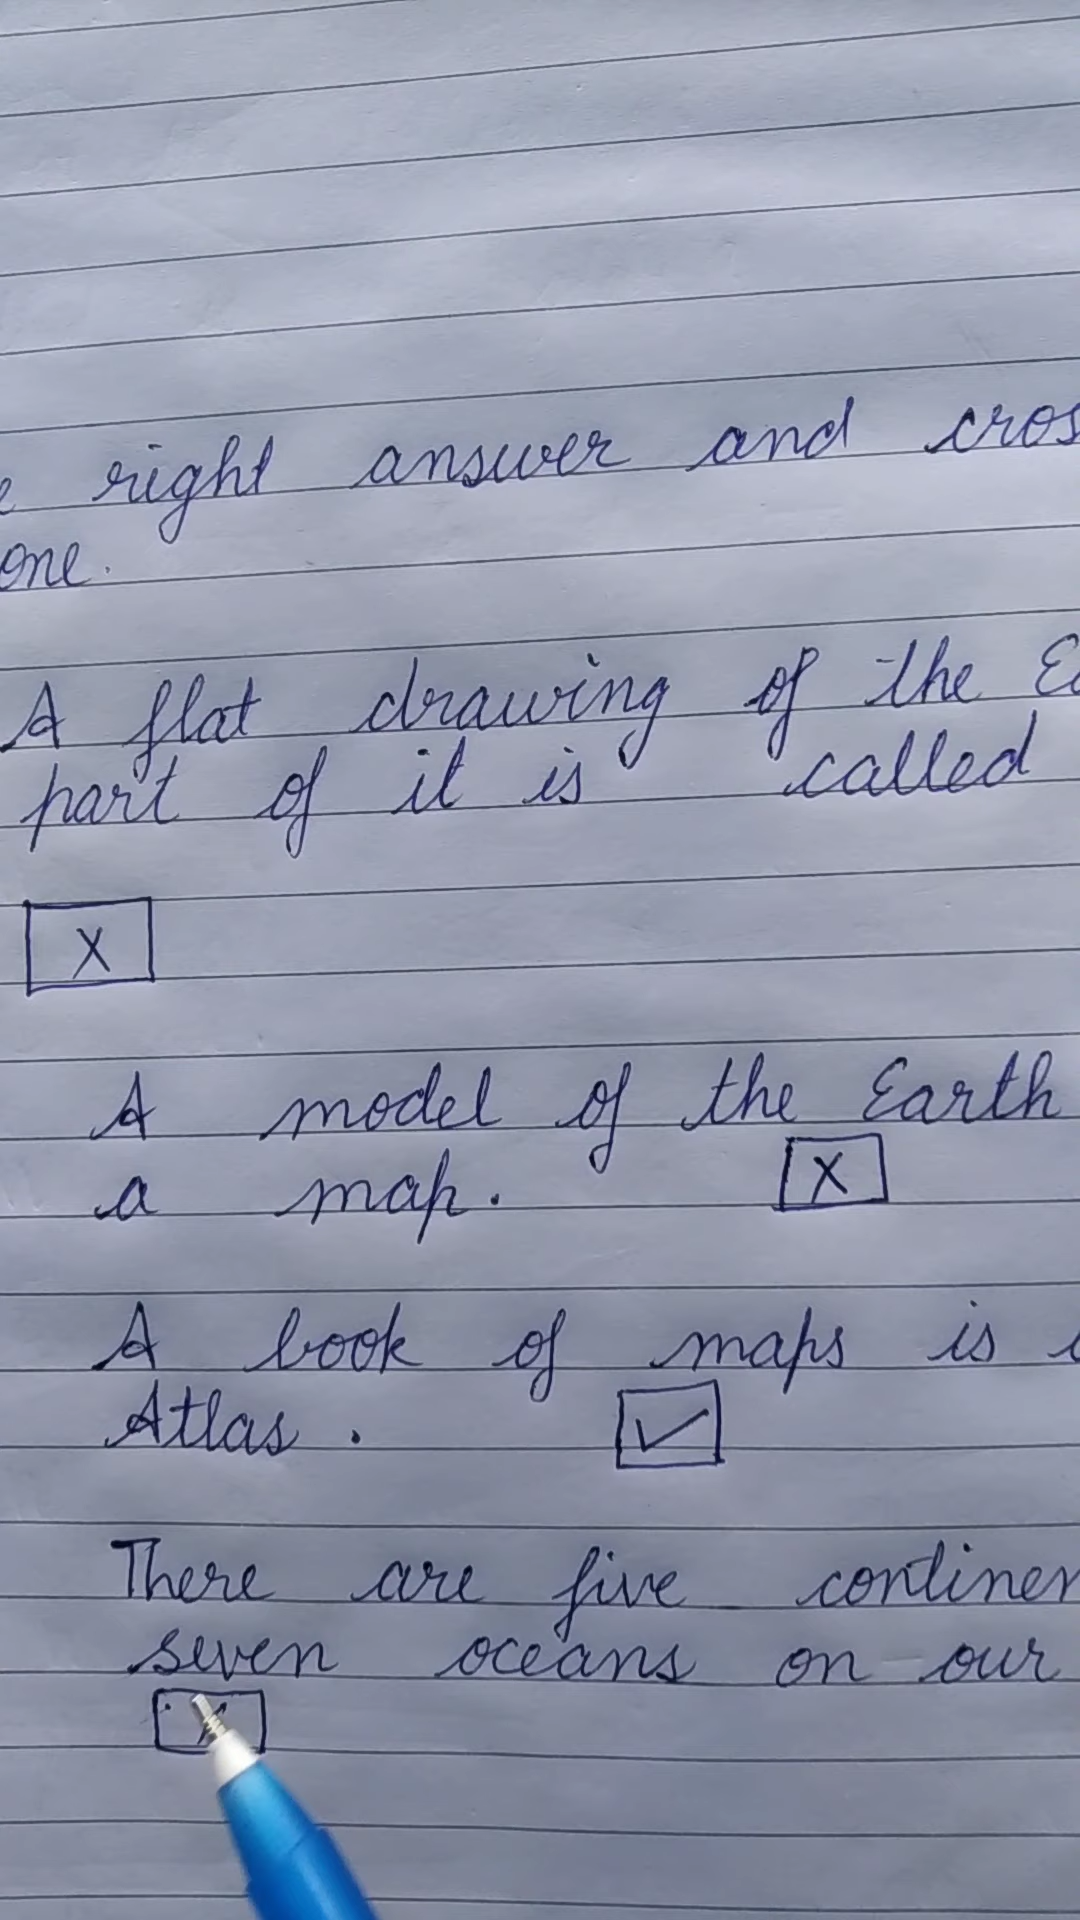 right answer and cros
one.
A flat drawing of the E
part of it is called
X
A model of the Earth
a map. X
A book of maps is
Atlas. ✓
There are five continen
seven oceans on our